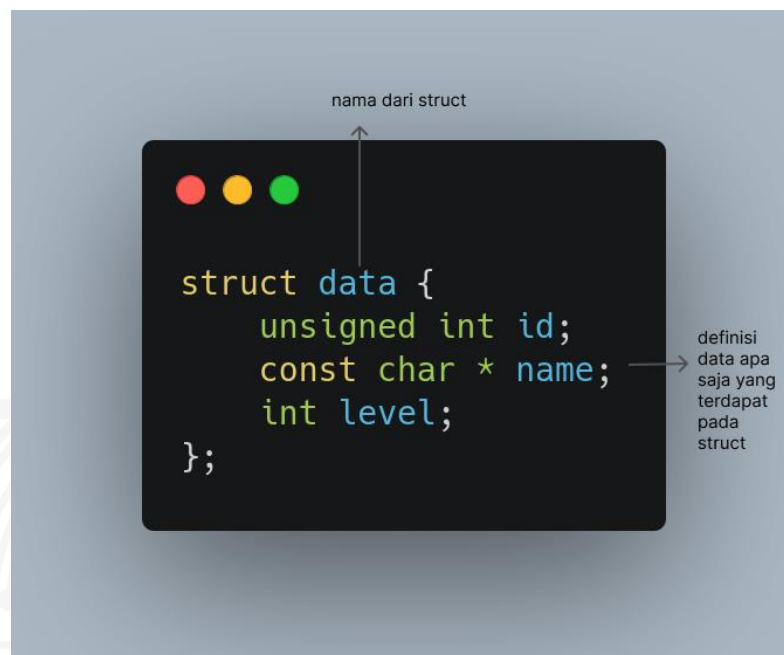 nama dari struct
struct data {
    unsigned int id;
    const char * name;
    int level;
};
definisi
data apa
saja yang
terdapat
pada
struct